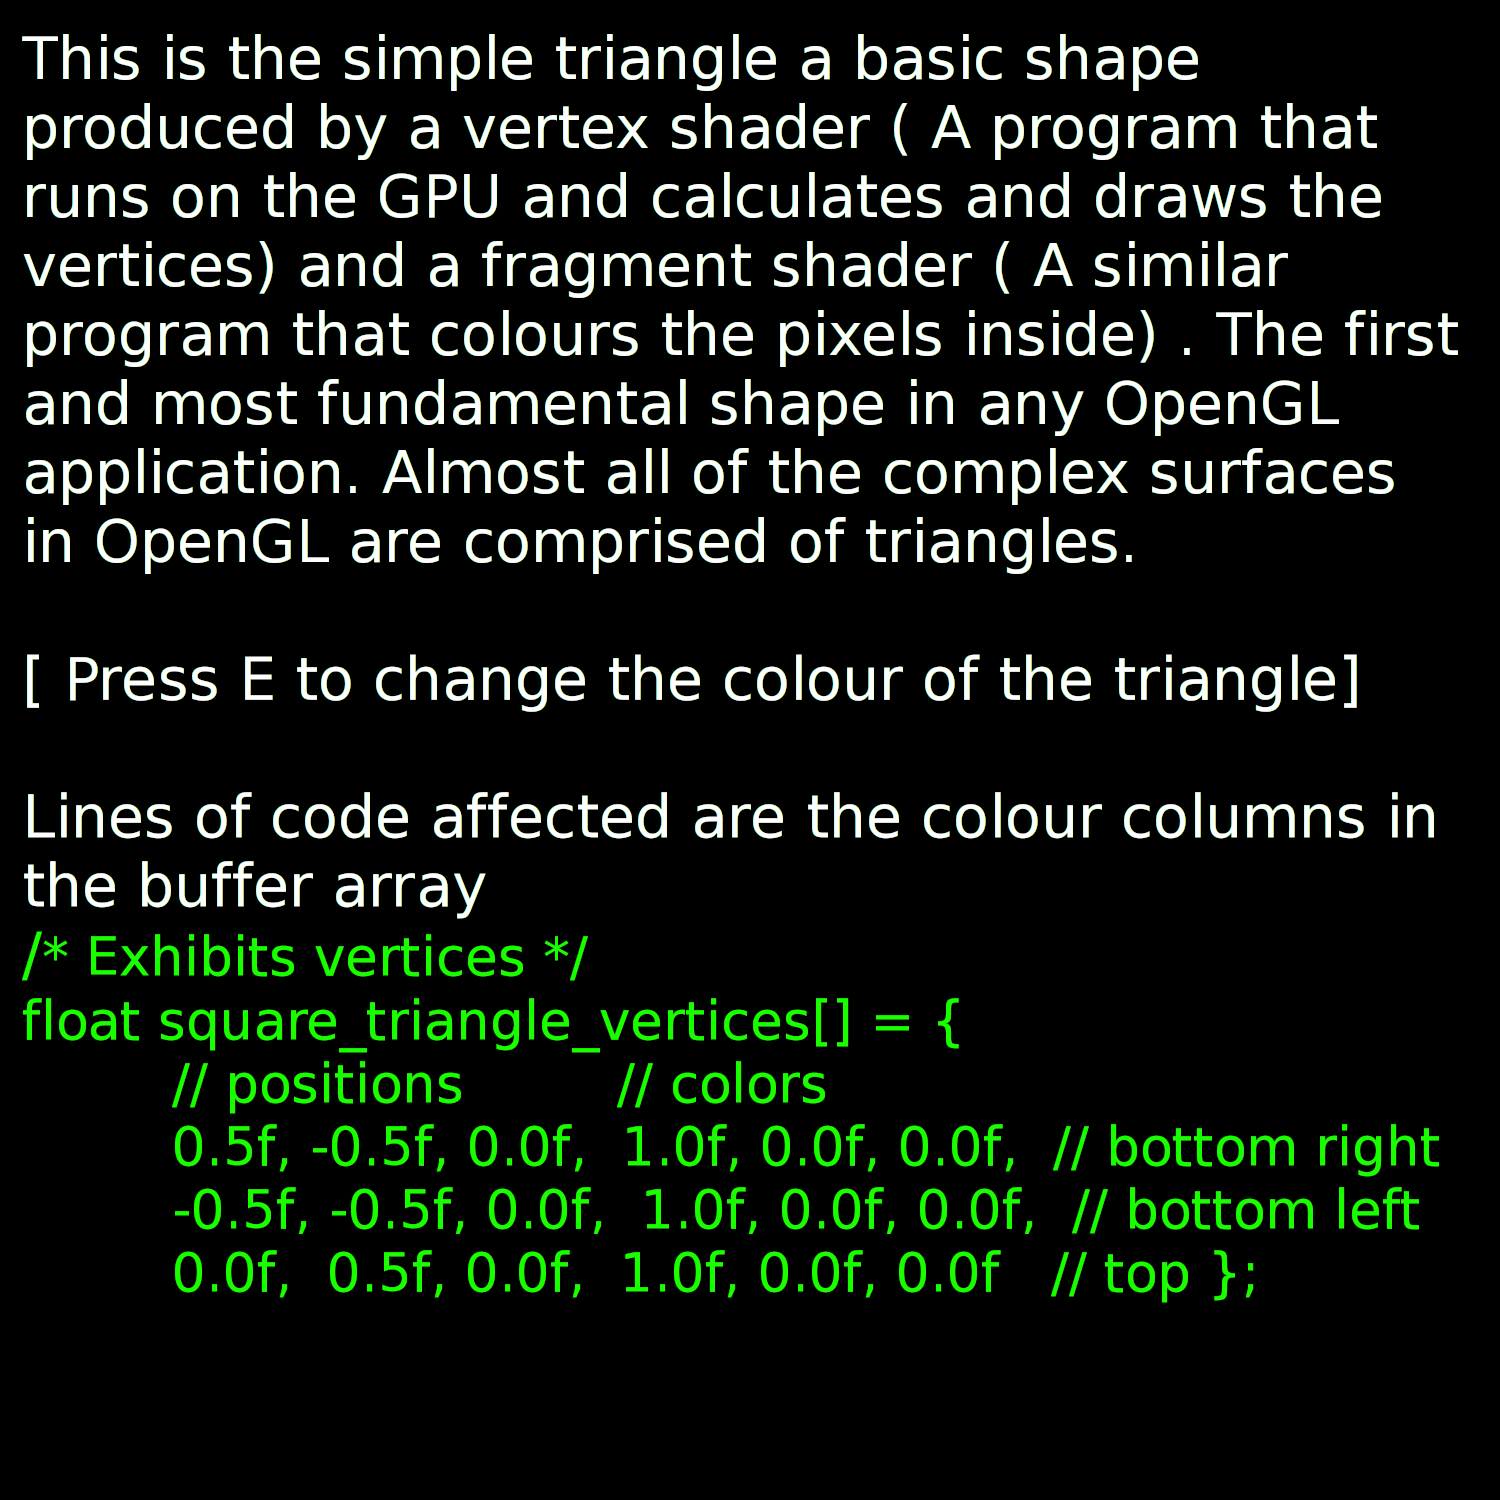 This is the simple triangle a basic shape
produced by a vertex shader ( A program that
runs on the GPU and calculates and draws the
vertices) and a fragment shader ( A similar
program that colours the pixels inside) . The first
and most fundamental shape in any OpenGL
application. Almost all of the complex surfaces
in OpenGL are comprised of triangles.
[ Press E to change the colour of the triangle]
Lines of code affected are the colour columns in
the buffer array
/* Exhibits vertices */
float square_triangle_vertices[] = {
// positions // colors
0.5f, -0.5f, 0.0f, 1.0f, 0.0f, 0.0f, // bottom right
-0.5f, -0.5f, 0.0f, 1.0f, 0.0f, 0.0f, // bottom left
0.0f, 0.5f, 0.0f, 1.0f, 0.0f, 0.0f // top };